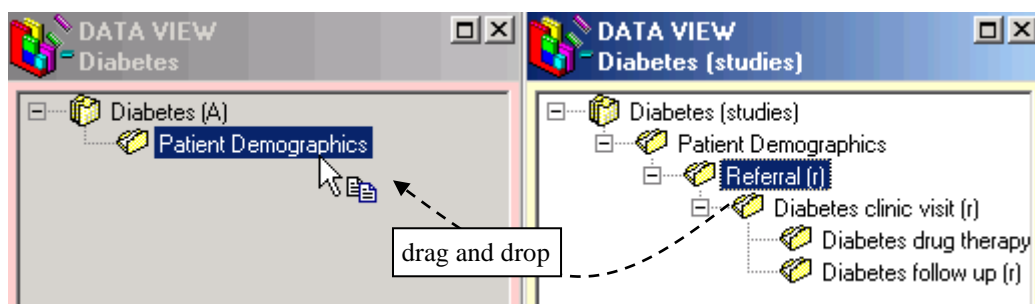 DATA VIEW
Diabetes
Diabetes (A)
Patient Demographics
drag and drop
DATA VIEW
Diabetes (studies)
Diabetes (studies)
Patient Demographics
Referral (r)
Diabetes clinic visit (r)
Diabetes drug therapy
Diabetes follow up (r)